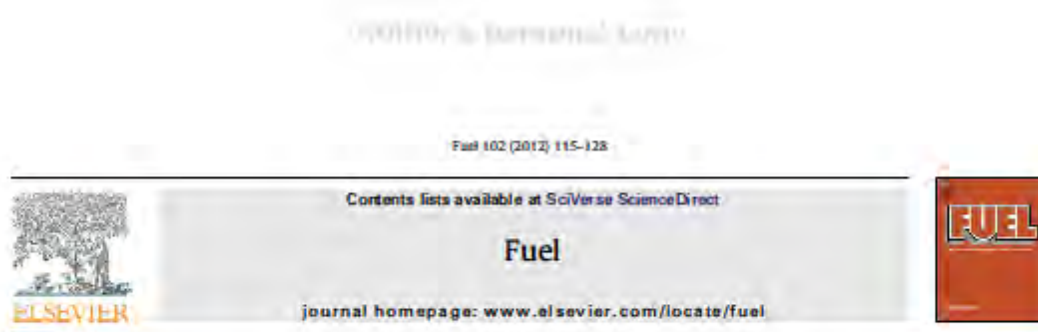 Fuel 102 (2012) 115–128
Contents lists available at SciVerse ScienceDirect
Fuel
journal homepage: www.elsevier.com/locate/fuel
ELSEVIER
FUEL